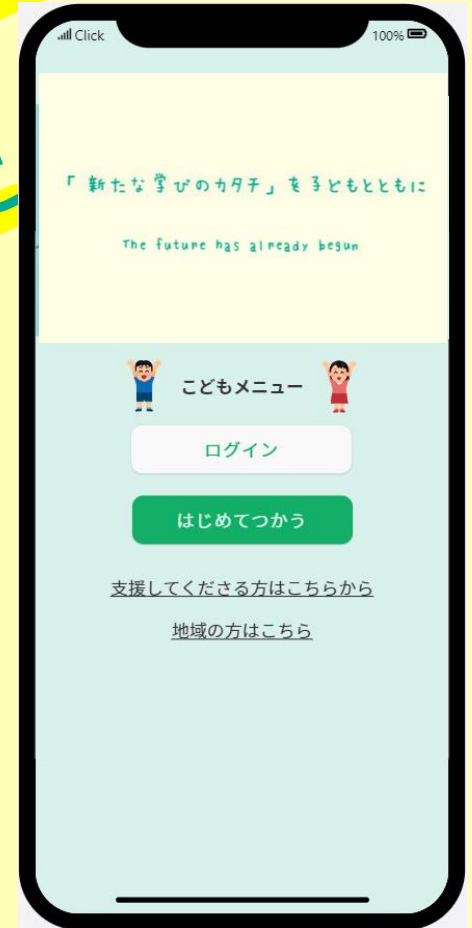 Click 100%
「新たな学びのカタチ」を子どもとともに
The future has already begun
こどもメニュー
ログイン
はじめてつかう
支援してくださる方はこちらから
地域の方はこちら